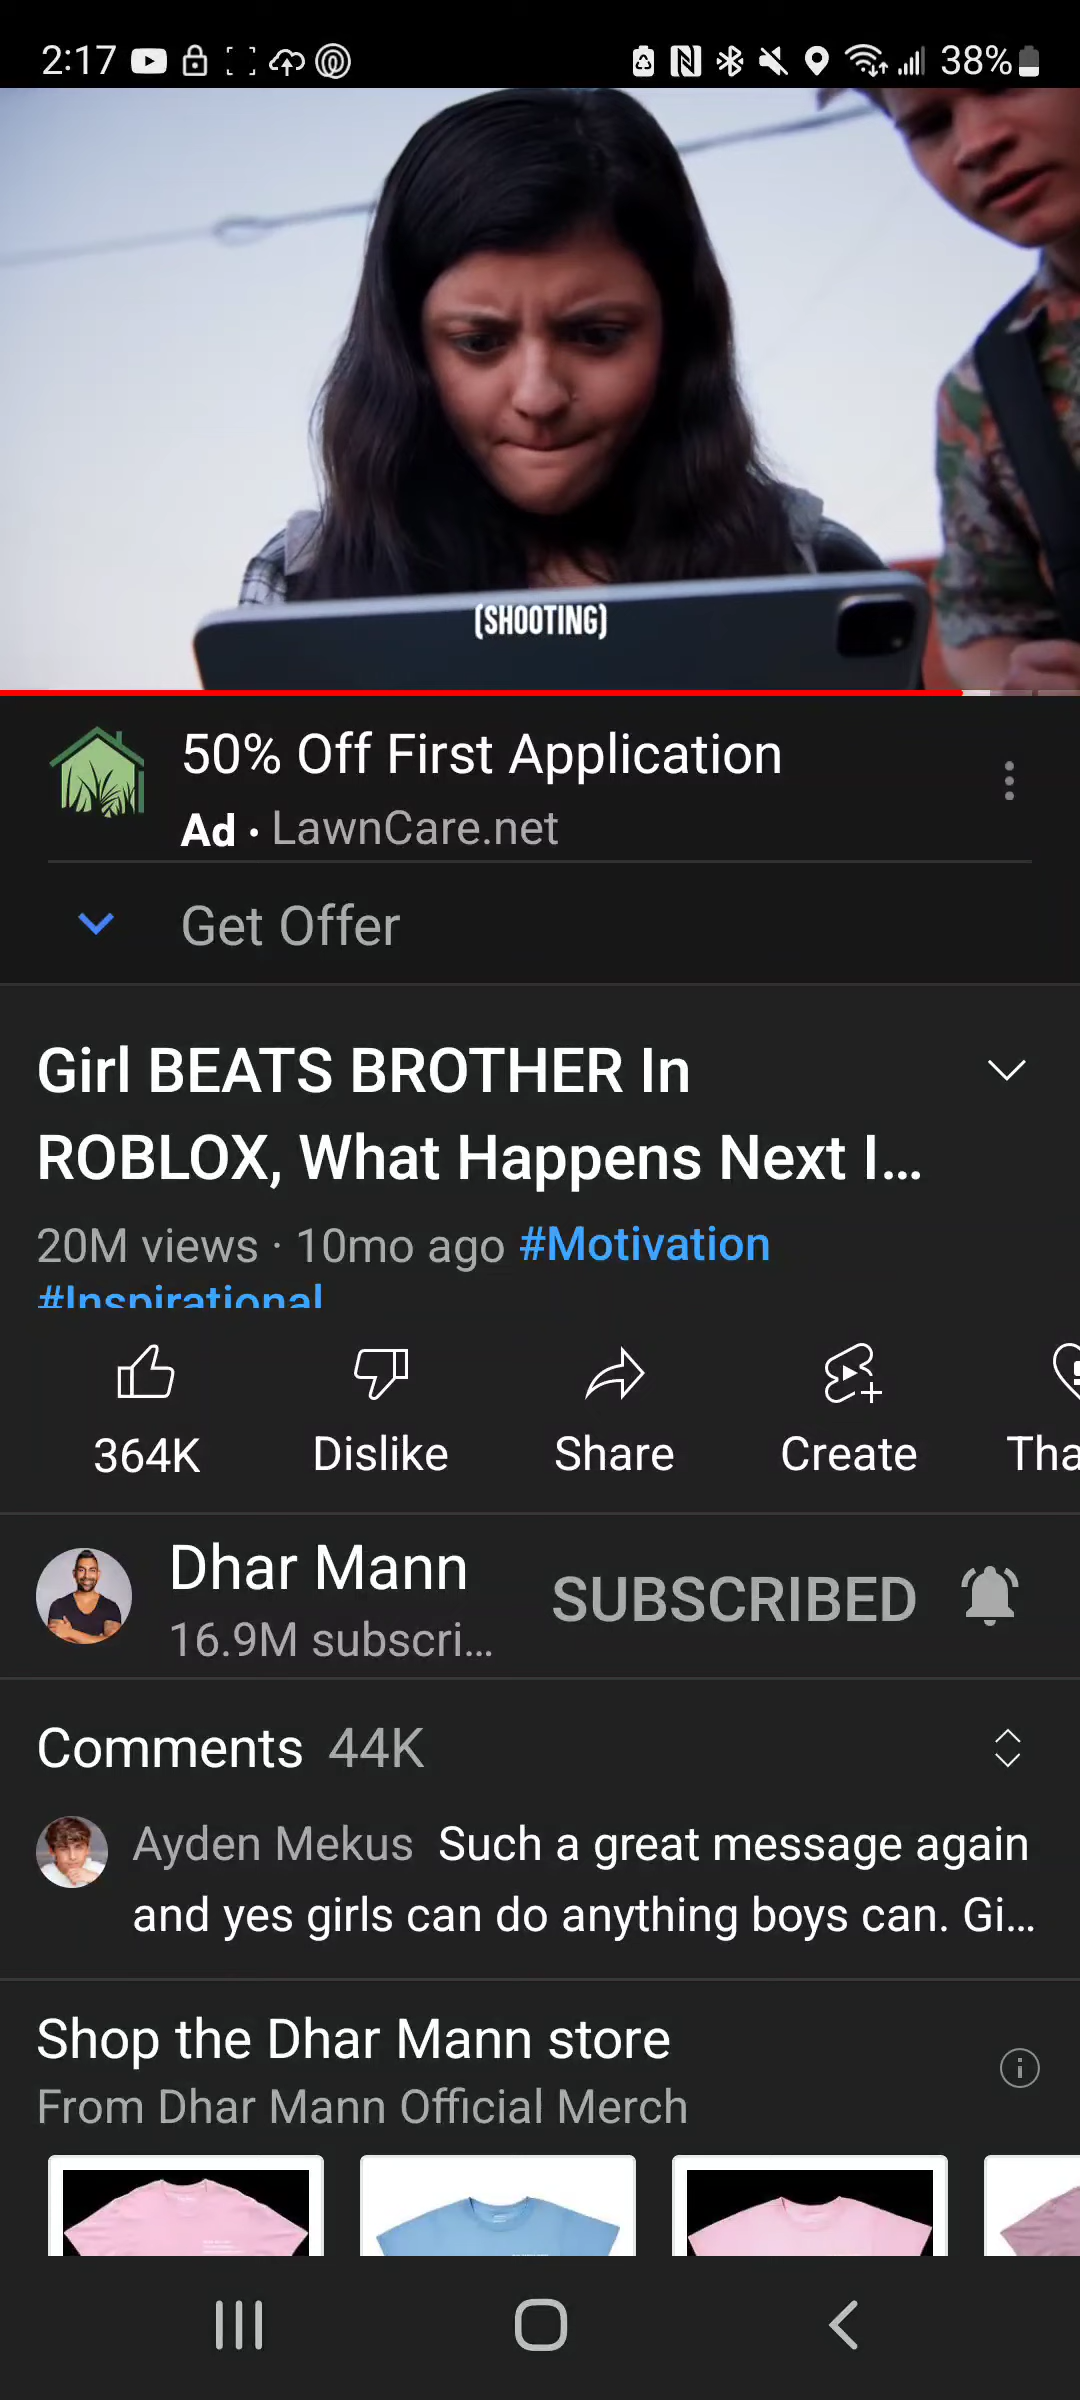 2:17
38%
(SHOOTING)
50% Off First Application
Ad · LawnCare.net
Get Offer
Girl BEATS BROTHER In
ROBLOX, What Happens Next I...
20M views · 10mo ago #Motivation
#Inspirational
364K Dislike Share Create Tha
Dhar Mann
SUBSCRIBED
16.9M subscri...
Comments 44K
Ayden Mekus Such a great message again
and yes girls can do anything boys can. Gi...
Shop the Dhar Mann store
From Dhar Mann Official Merch